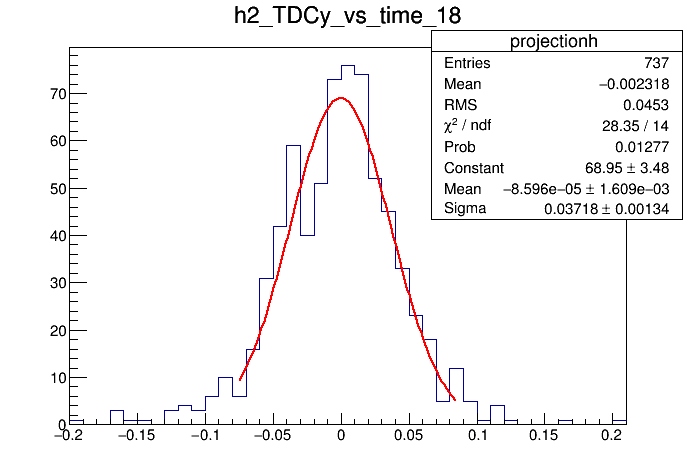 h2_TDCy_vs_time_18
projectionh
Entries 737
Mean −0.002318
RMS 0.0453
χ² / ndf 28.35 / 14
Prob 0.01277
Constant 68.95 ± 3.48
Mean −8.596e−05 ± 1.609e−03
Sigma 0.03718 ± 0.00134
70
60
50
40
30
20
10
0
−0.2 −0.15 −0.1 −0.05 0 0.05 0.1 0.15 0.2